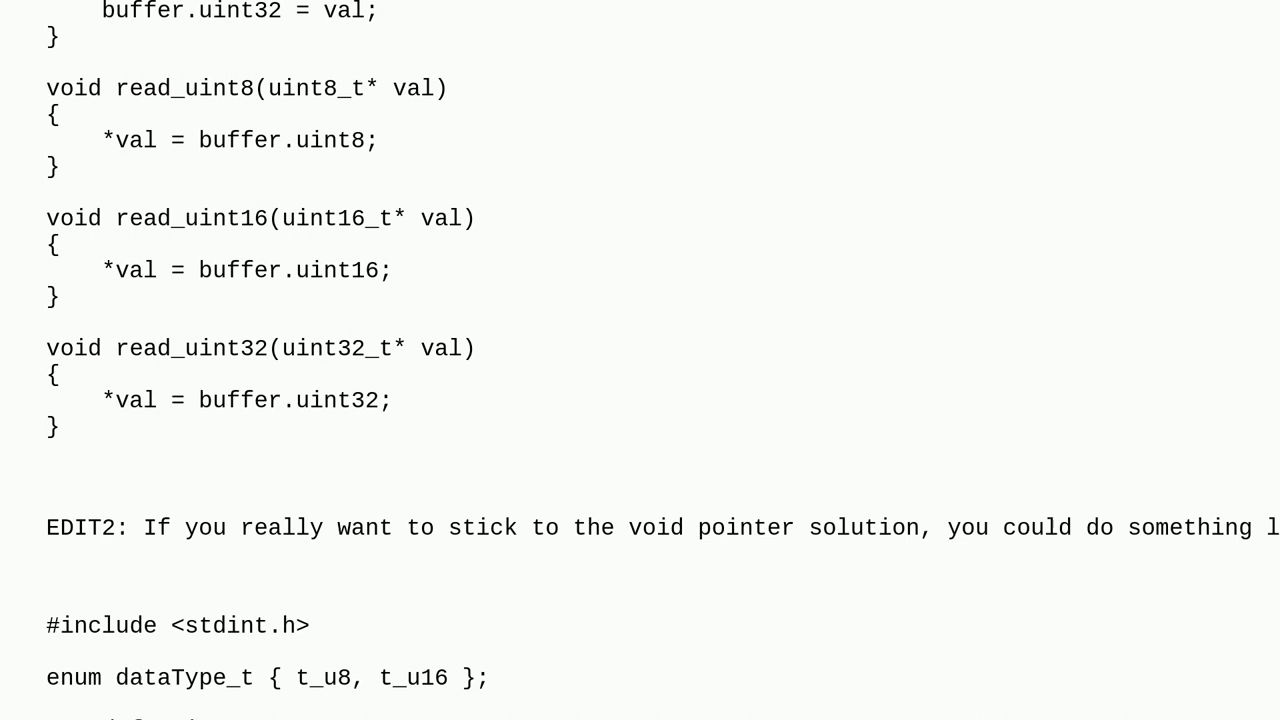 buffer.uint32 = val;
}
void read_uint8(uint8_t* val)
{
    *val = buffer.uint8;
}
void read_uint16(uint16_t* val)
{
    *val = buffer.uint16;
}
void read_uint32(uint32_t* val)
{
    *val = buffer.uint32;
}
EDIT2: If you really want to stick to the void pointer solution, you could do something
#include <stdint.h>
enum dataType_t { t_u8, t_u16 };